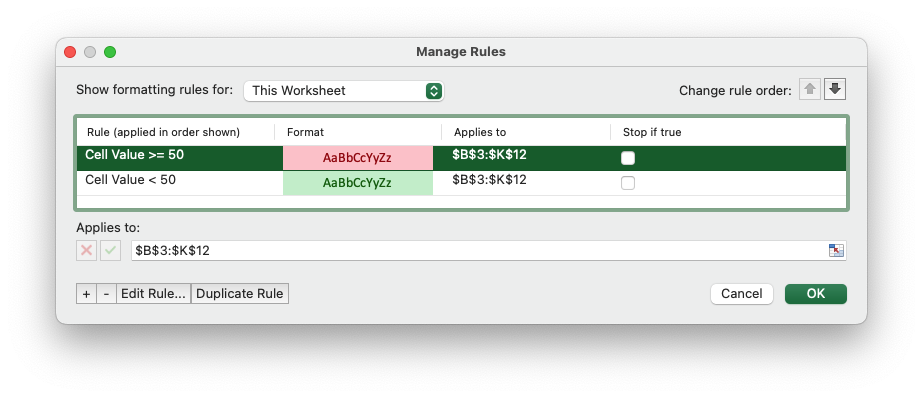 Manage Rules
Show formatting rules for: This Worksheet Change rule order:
Rule (applied in order shown) Format Applies to Stop if true
Cell Value >= 50 AaBbCcYyZz $B$3:$K$12
Cell Value < 50 AaBbCcYyZz $B$3:$K$12
Applies to:
$B$3:$K$12
+ - Edit Rule... Duplicate Rule Cancel OK